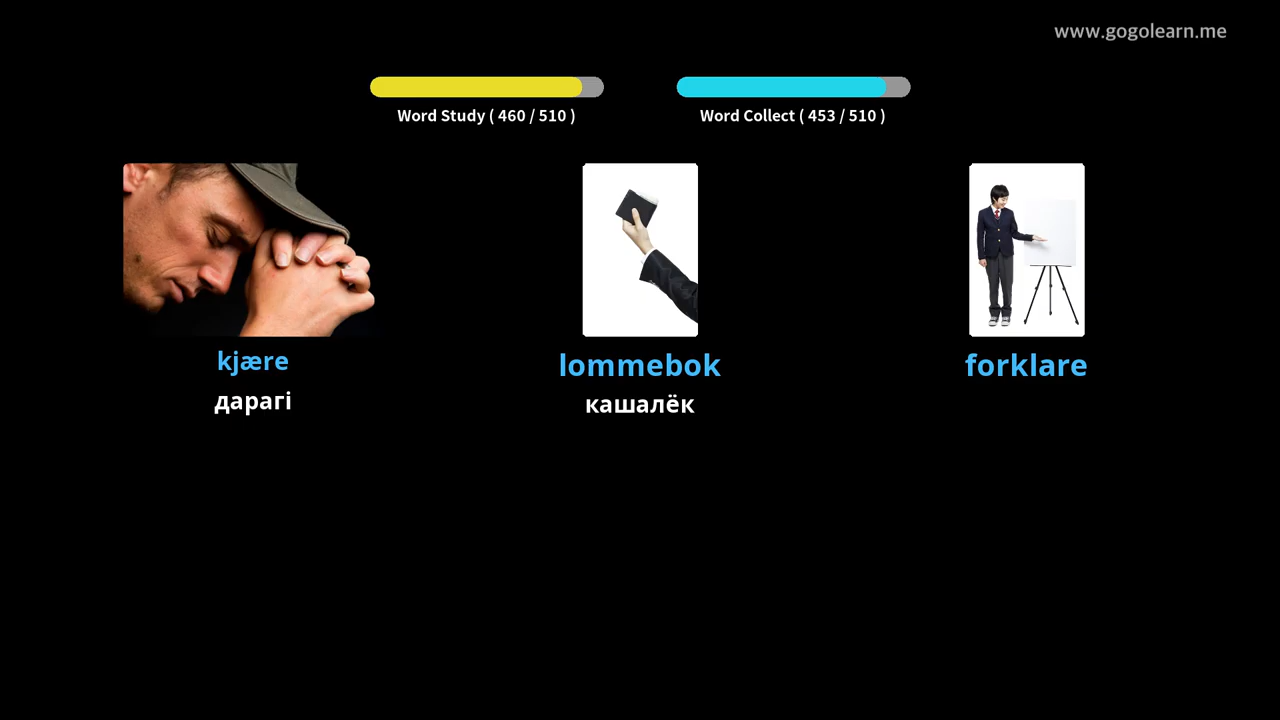 www.gogolearn.me
Word Study ( 460 / 510 )
Word Collect ( 453 / 510 )
kjære
дарагі
lommebok
кашалёк
forklare